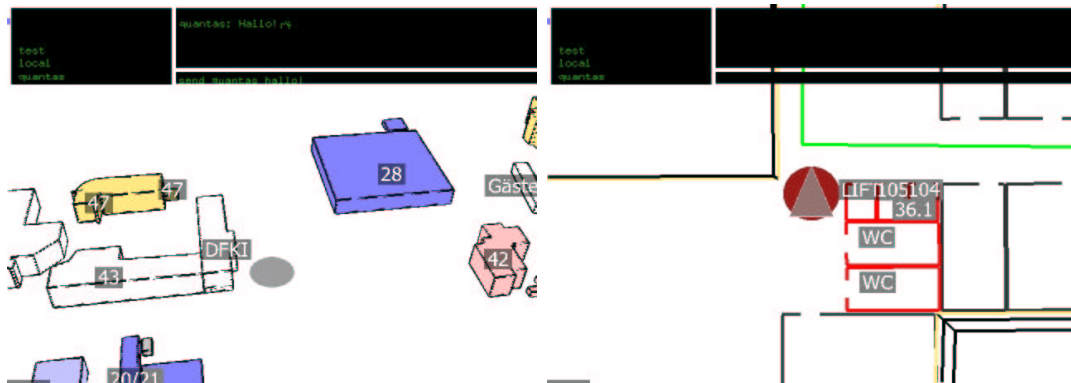 quantas: Hallo!
test
local
quantas
send quantas hallo!
28
47
47
Gäste
DFKI
42
43
20/21
test
local
quantas
LIFT
105104
36.1
WC
WC